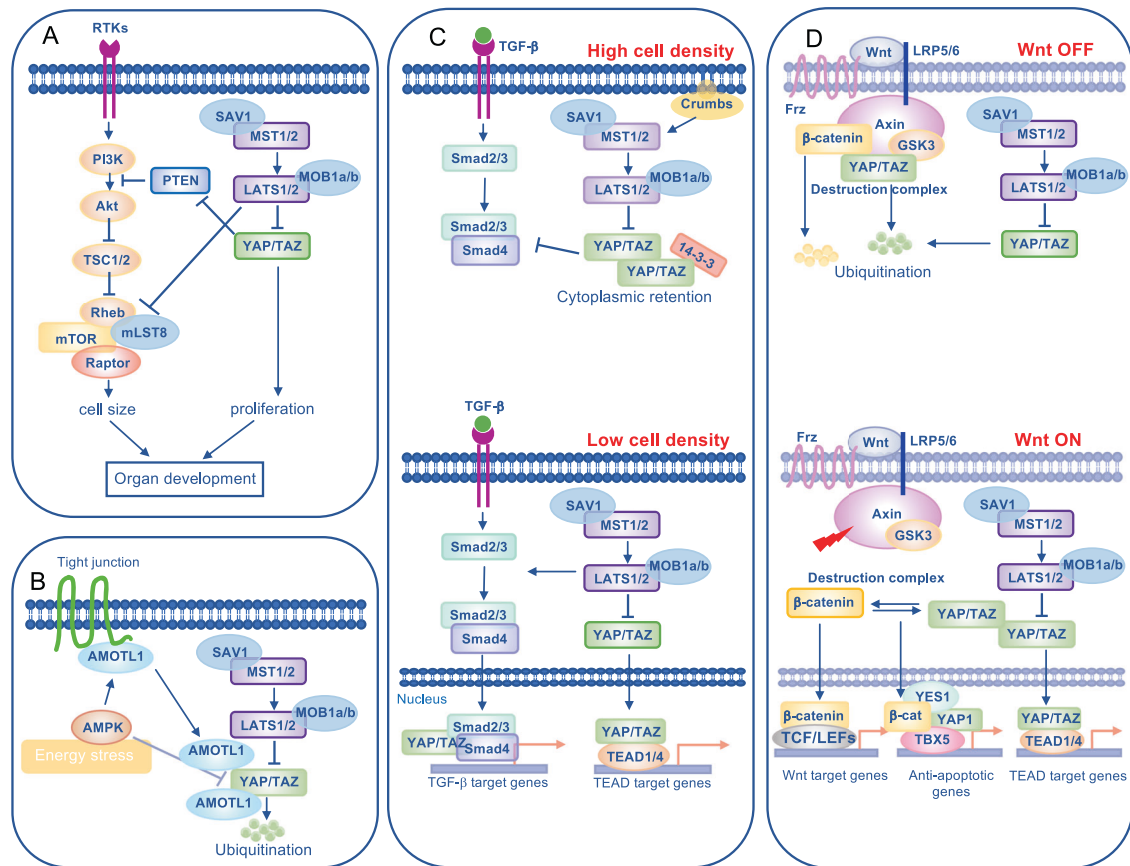 A
RTKs
SAV1
MST1/2
PI3K
PTEN
LATS1/2
MOB1a/b
Akt
YAP/TAZ
TSC1/2
Rheb
mTOR
mLST8
Raptor
cell size
proliferation
Organ development
B
Tight junction
AMOTL1
SAV1
MST1/2
AMPK
LATS1/2
MOB1a/b
Energy stress
AMOTL1
YAP/TAZ
AMOTL1
Ubiquitination
C
TGF-β
High cell density
Crumbs
SAV1
MST1/2
Smad2/3
LATS1/2
MOB1a/b
Smad2/3
Smad4
YAP/TAZ
14-3-3
YAP/TAZ
Cytoplasmic retention
TGF-β
Low cell density
SAV1
MST1/2
Smad2/3
LATS1/2
MOB1a/b
Smad2/3
Smad4
YAP/TAZ
Nucleus
Smad2/3
YAP/TAZ
Smad4
YAP/TAZ
TEAD1/4
TGF-β target genes
TEAD target genes
D
Wnt
LRP5/6
Wnt OFF
Frz
Axin
SAV1
MST1/2
β-catenin
GSK3
YAP/TAZ
LATS1/2
MOB1a/b
Destruction complex
YAP/TAZ
Ubiquitination
Frz
Wnt
LRP5/6
Wnt ON
Axin
SAV1
MST1/2
GSK3
LATS1/2
MOB1a/b
Destruction complex
β-catenin
YAP/TAZ
YAP/TAZ
YES1
β-catenin
β-cat
YAP1
YAP/TAZ
TCF/LEFs
TBX5
TEAD1/4
Wnt target genes
Anti-apoptotic
genes
TEAD target genes